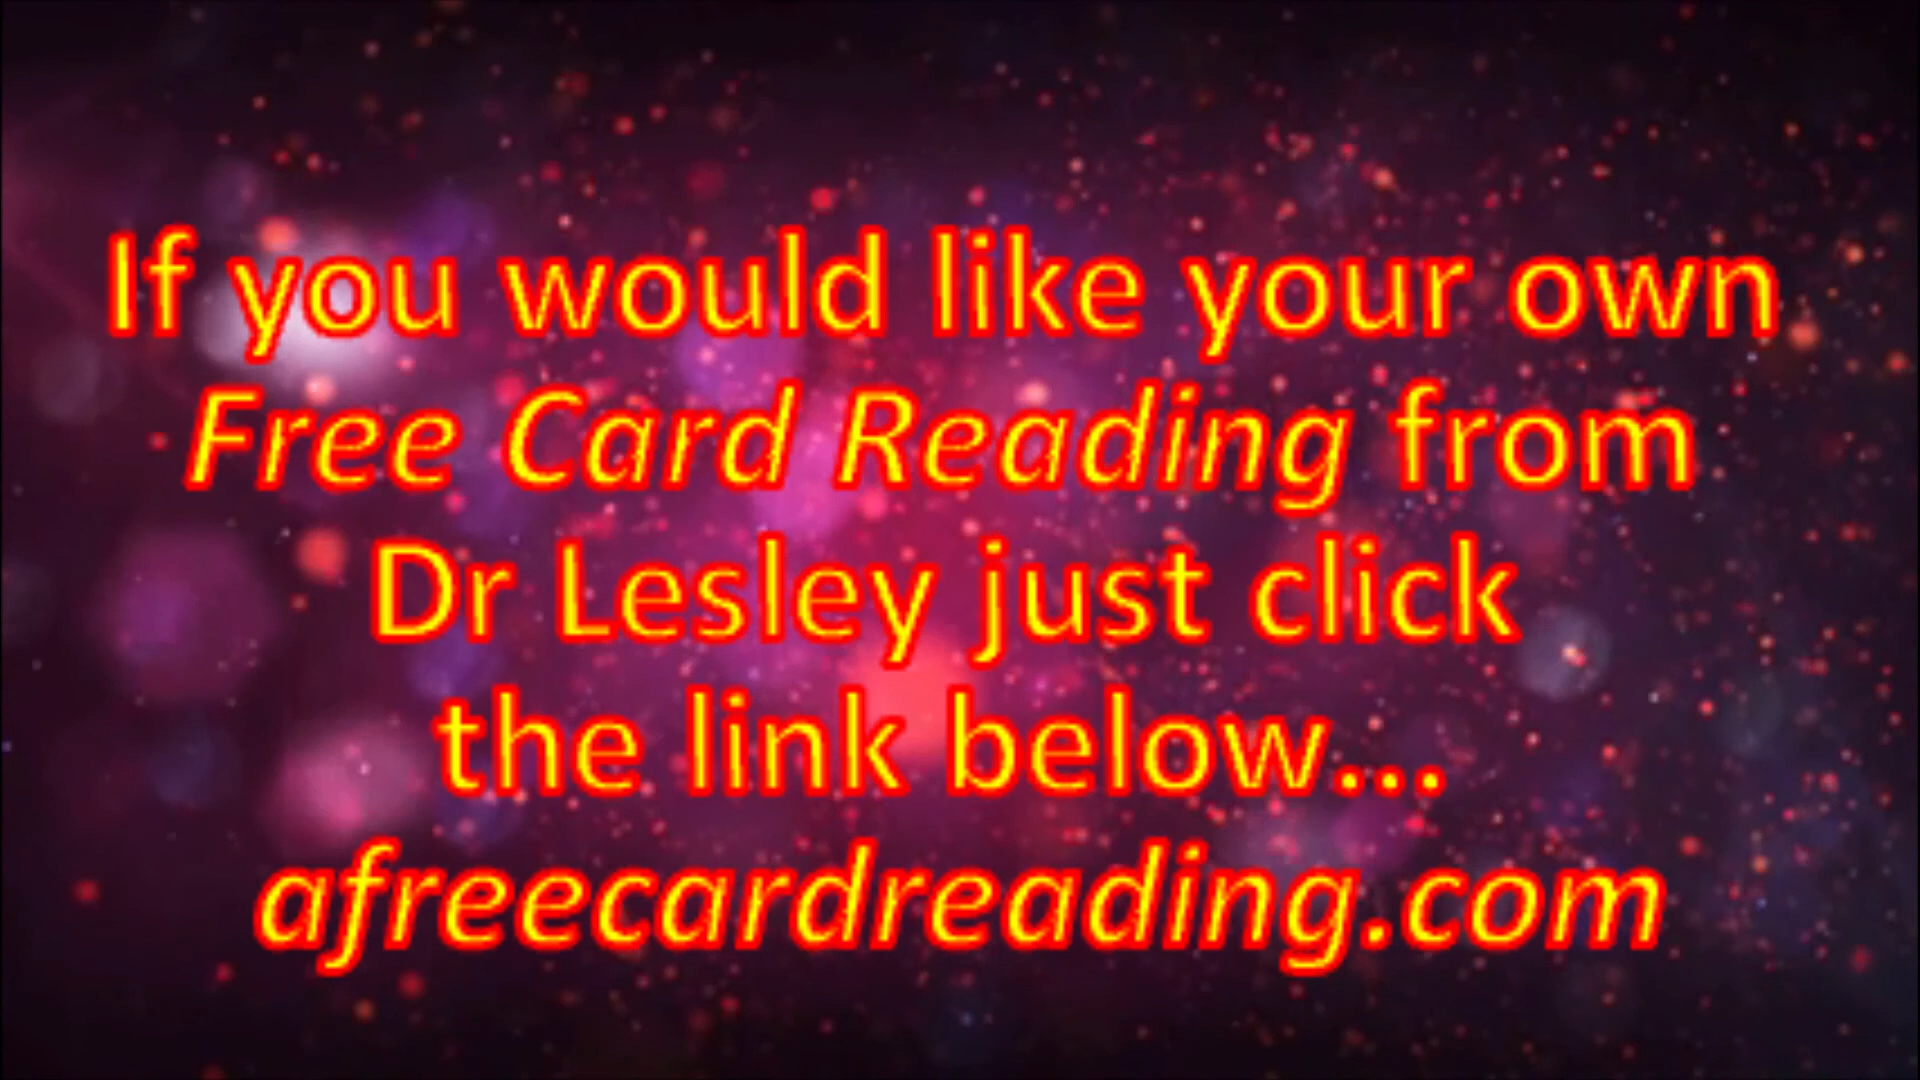 If you would like your own
Free Card Reading from
Dr Lesley just click
the link below...
afreecardreading.com